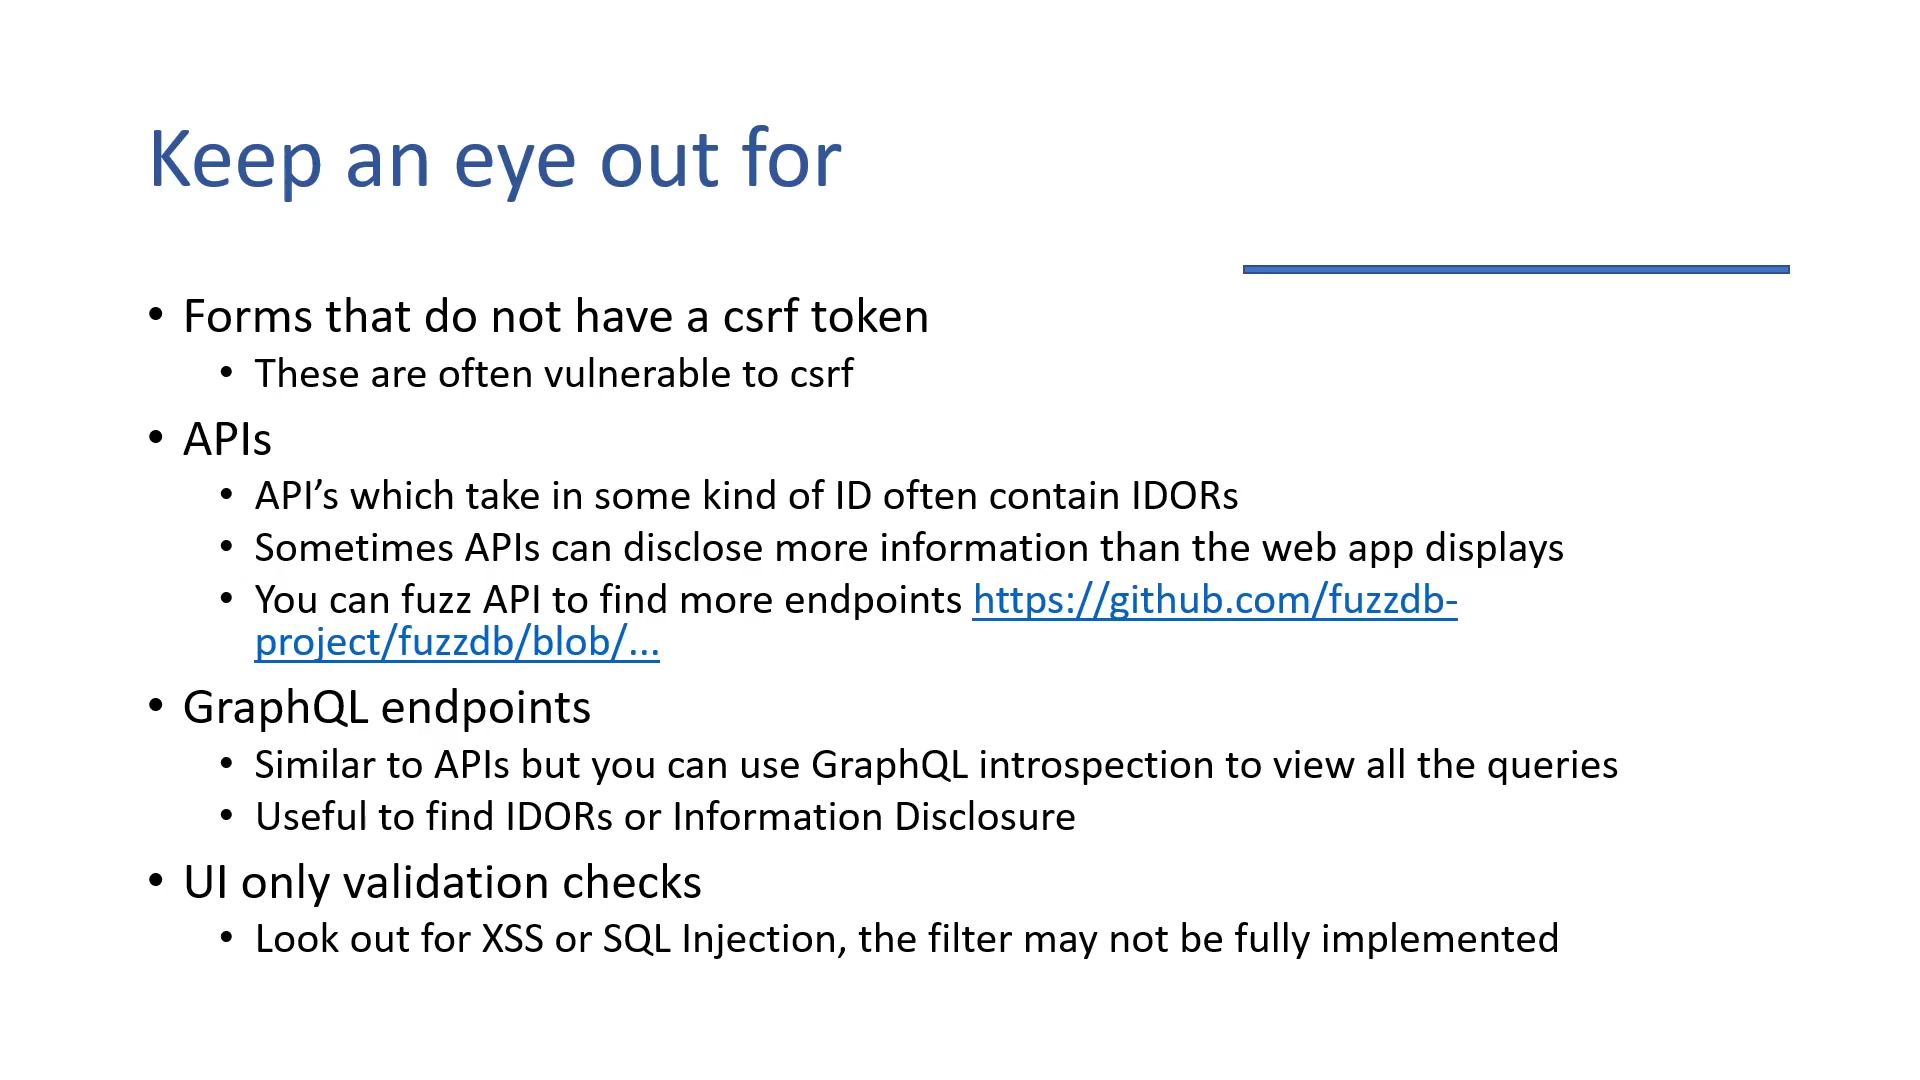 Keep an eye out for
• Forms that do not have a csrf token
• These are often vulnerable to csrf
• APIs
• API’s which take in some kind of ID often contain IDORs
• Sometimes APIs can disclose more information than the web app displays
• You can fuzz API to find more endpoints https://github.com/fuzzdb-
project/fuzzdb/blob/...
• GraphQL endpoints
• Similar to APIs but you can use GraphQL introspection to view all the queries
• Useful to find IDORs or Information Disclosure
• UI only validation checks
• Look out for XSS or SQL Injection, the filter may not be fully implemented